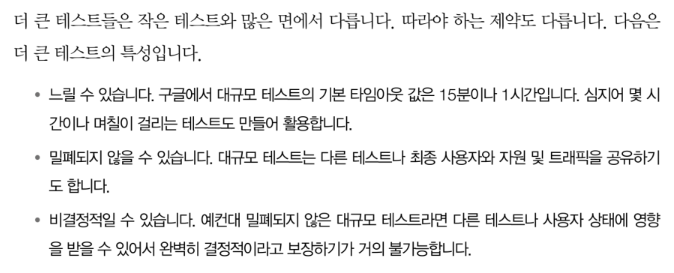 더 큰 테스트들은 작은 테스트와 많은 면에서 다릅니다. 따라야 하는 제약도 다릅니다. 다음은
더 큰 테스트의 특성입니다.
• 느릴 수 있습니다. 구글에서 대규모 테스트의 기본 타임아웃 값은 15분이나 1시간입니다. 심지어 몇 시
간이나 며칠이 걸리는 테스트도 만들어 활용합니다.
• 밀폐되지 않을 수 있습니다. 대규모 테스트는 다른 테스트나 최종 사용자와 자원 및 트래픽을 공유하기
도 합니다.
• 비결정적일 수 있습니다. 예컨대 밀폐되지 않은 대규모 테스트라면 다른 테스트나 사용자 상태에 영향
을 받을 수 있어서 완벽히 결정적이라고 보장하기가 거의 불가능합니다.